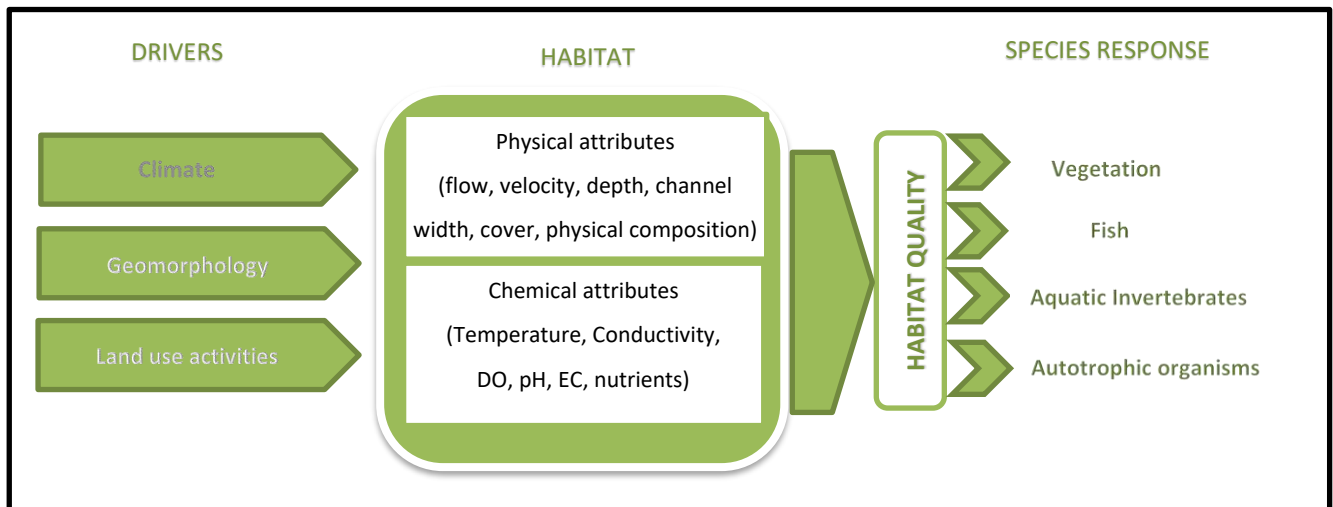 DRIVERS
HABITAT
SPECIES RESPONSE
Climate
Geomorphology
Land use activities
Physical attributes
(flow, velocity, depth, channel
width, cover, physical composition)
Chemical attributes
(Temperature, Conductivity,
DO, pH, EC, nutrients)
HABITAT QUALITY
Vegetation
Fish
Aquatic Invertebrates
Autotrophic organisms